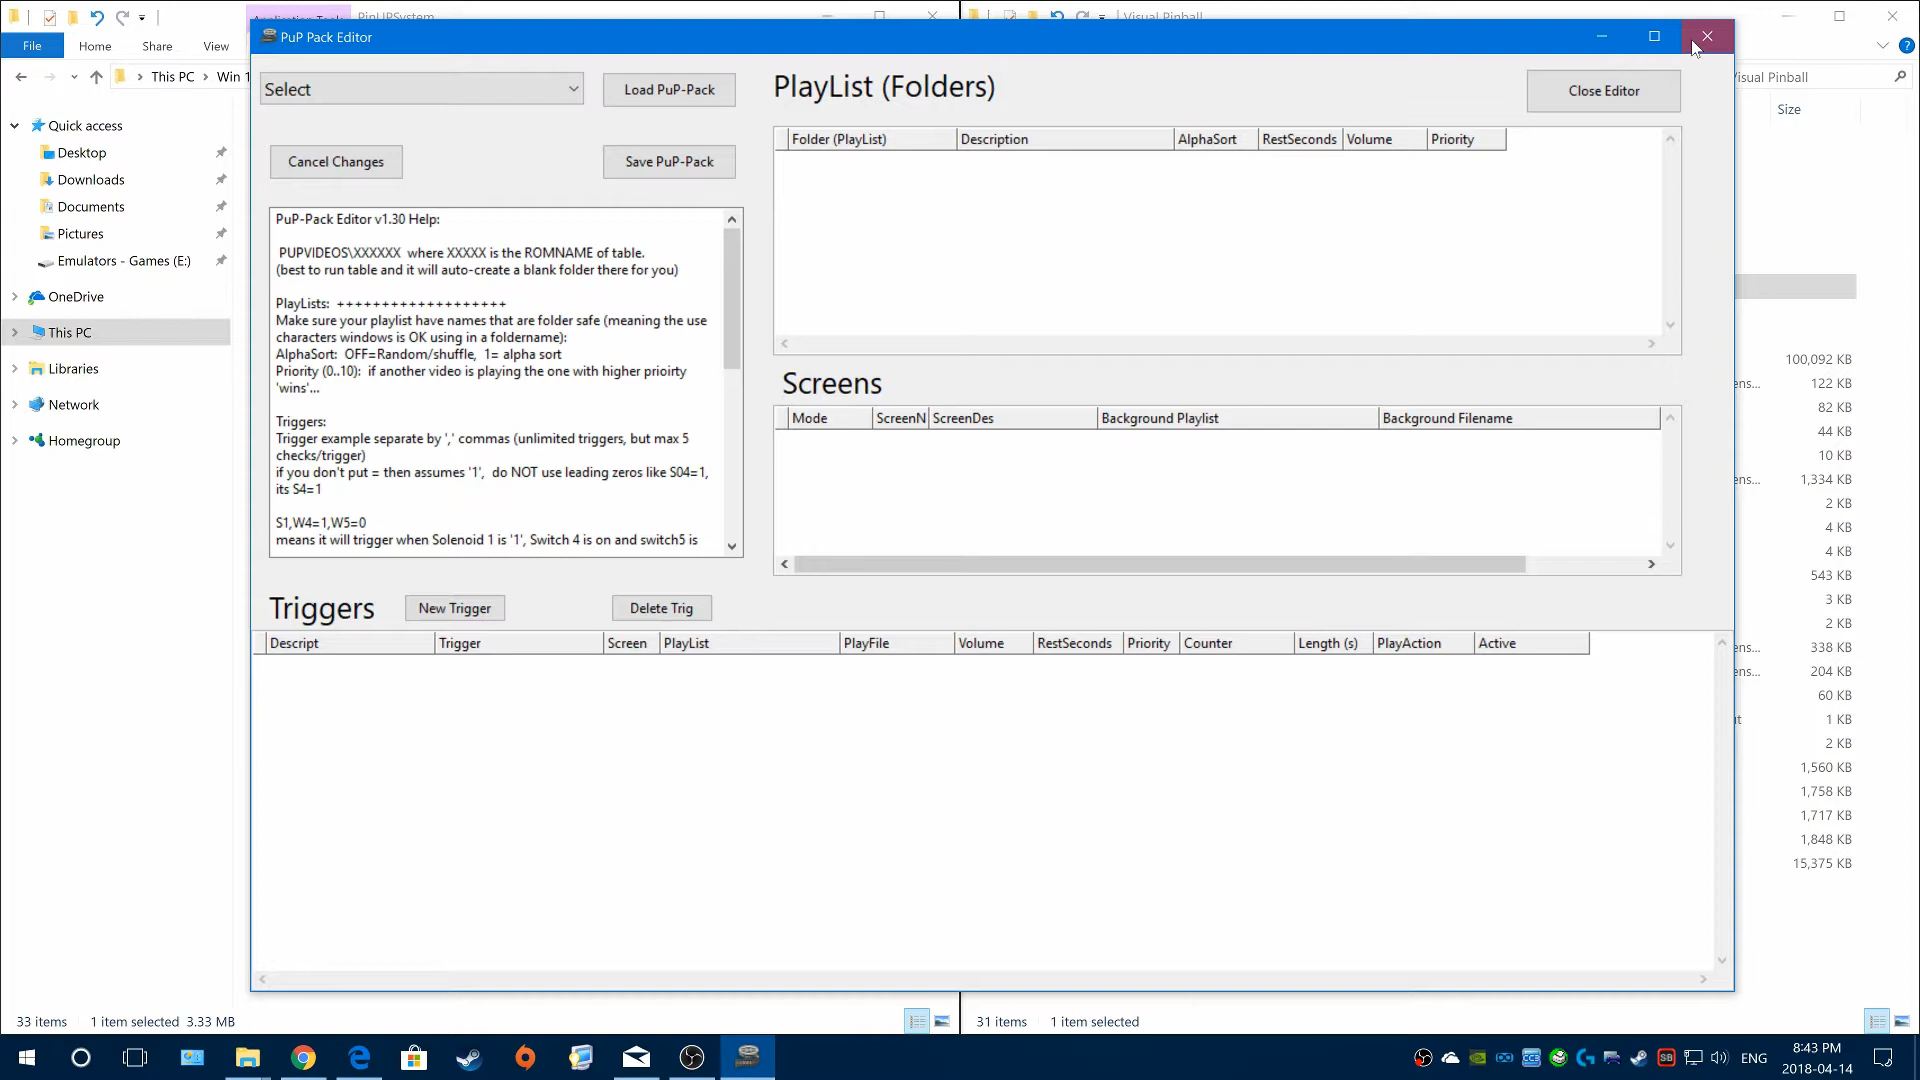 PinUPSystem
Visual Pinball
PuP Pack Editor
File
Home
Share
View
This PC
Win 1
Visual Pinball
Select
Load PuP-Pack
PlayList (Folders)
Close Editor
Size
Quick access
Desktop
Downloads
Documents
Pictures
Emulators - Games (E:)
OneDrive
This PC
Libraries
Network
Homegroup
Folder (PlayList)
Description
AlphaSort
RestSeconds
Volume
Priority
Cancel Changes
Save PuP-Pack
PuP-Pack Editor v1.30 Help:
PUPVIDEOS\XXXXXX where XXXXX is the ROMNAME of table.
(best to run table and it will auto-create a blank folder there for you)
PlayLists: +++++++++++++++++++
Make sure your playlist have names that are folder safe (meaning the use
characters windows is OK using in a foldername):
AlphaSort: OFF=Random/shuffle, 1= alpha sort
Priority (0..10): if another video is playing the one with higher prioirty
'wins'...
Triggers:
Trigger example separate by ',' commas (unlimited triggers, but max 5
checks/trigger)
if you don't put = then assumes '1', do NOT use leading zeros like S04=1,
its S4=1
S1,W4=1,W5=0
means it will trigger when Solenoid 1 is '1', Switch 4 is on and switch5 is
Screens
Mode
ScreenN
ScreenDes
Background Playlist
Background Filename
Triggers
New Trigger
Delete Trig
Descript
Trigger
Screen
PlayList
PlayFile
Volume
RestSeconds
Priority
Counter
Length (s)
PlayAction
Active
100,092 KB
ens... 122 KB
82 KB
44 KB
10 KB
ens... 1,334 KB
2 KB
4 KB
4 KB
543 KB
3 KB
2 KB
ens... 338 KB
ens... 204 KB
60 KB
1 KB
2 KB
1,560 KB
1,758 KB
1,717 KB
1,848 KB
15,375 KB
33 items
1 item selected 3.33 MB
31 items
1 item selected
SB
ENG
8:43 PM
2018-04-14